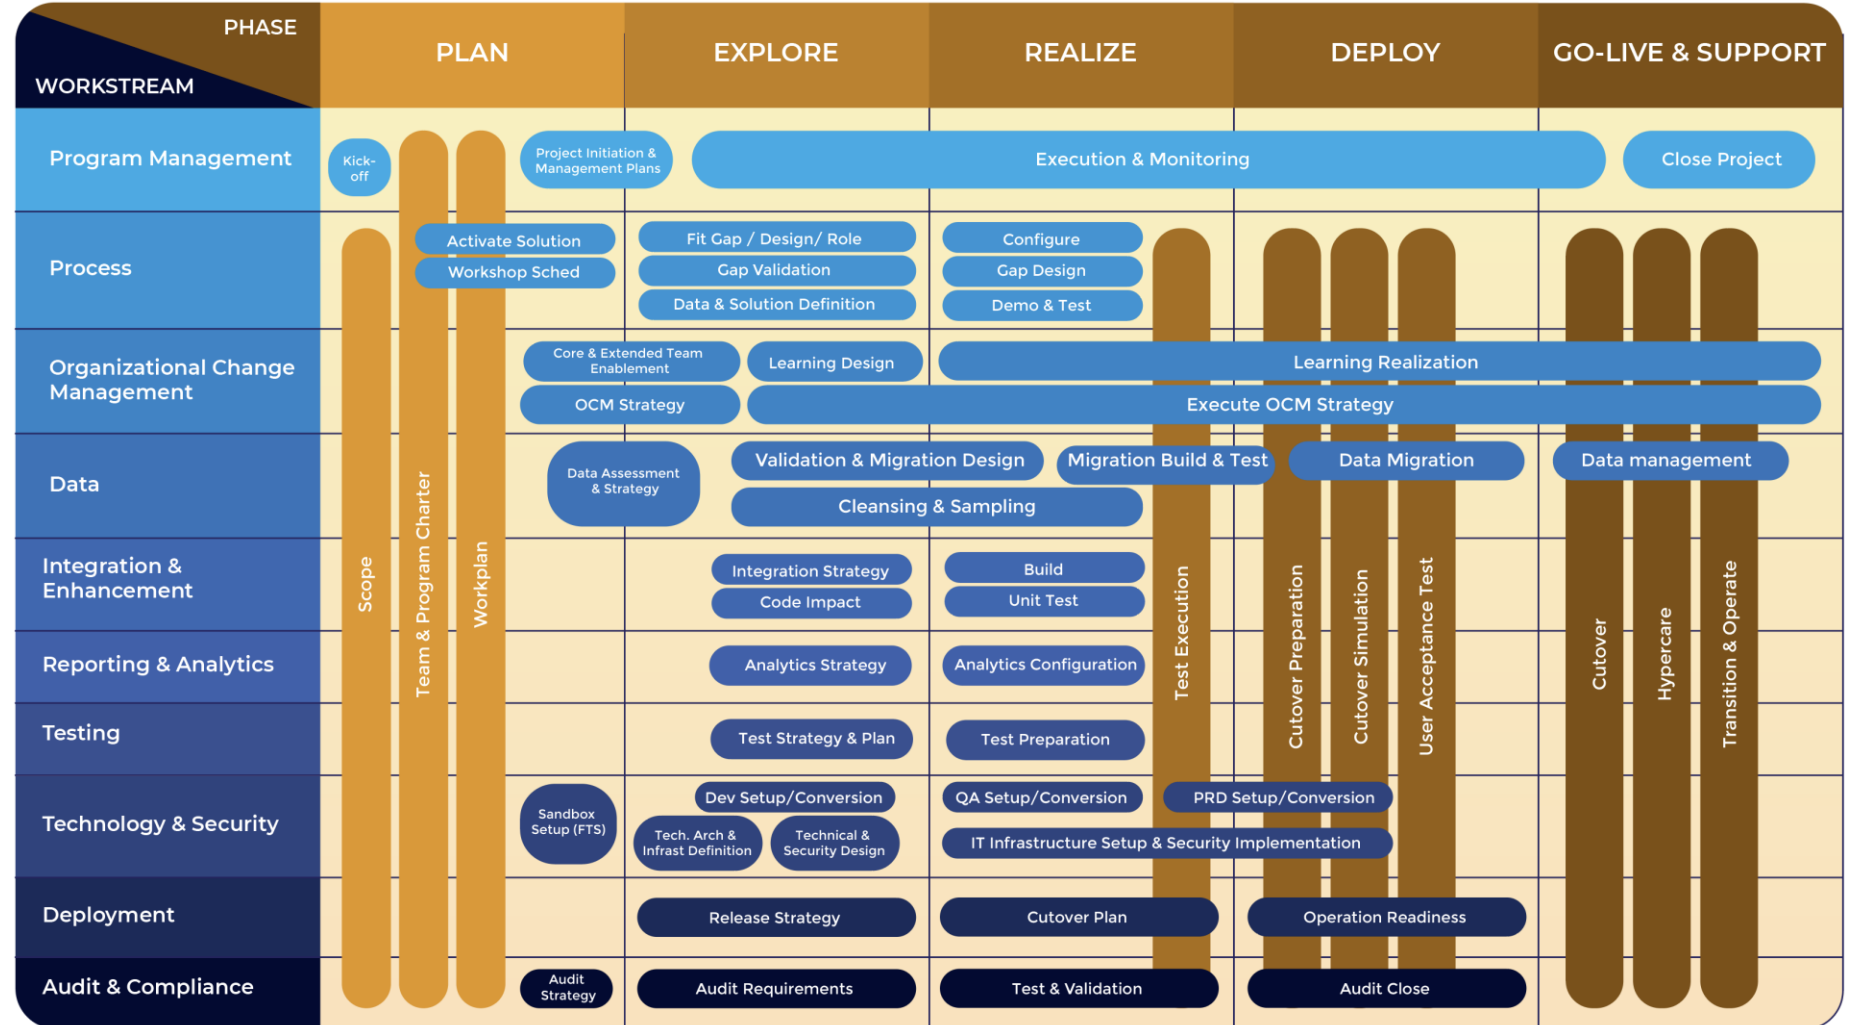 PHASE
WORKSTREAM
PLAN
EXPLORE
REALIZE
DEPLOY
GO-LIVE & SUPPORT
Program Management
Kick-
off
Project Initiation &
Management Plans
Execution & Monitoring
Close Project
Process
Activate Solution
Workshop Sched
Fit Gap / Design/ Role
Gap Validation
Data & Solution Definition
Configure
Gap Design
Demo & Test
Organizational Change
Management
Core & Extended Team
Enablement
Learning Design
Learning Realization
OCM Strategy
Execute OCM Strategy
Data
Data Assessment
& Strategy
Validation & Migration Design
Migration Build & Test
Data Migration
Data management
Cleansing & Sampling
Integration &
Enhancement
Integration Strategy
Code Impact
Build
Unit Test
Reporting & Analytics
Analytics Strategy
Analytics Configuration
Testing
Test Strategy & Plan
Test Preparation
Technology & Security
Sandbox
Setup (FTS)
Dev Setup/Conversion
Tech. Arch &
Infrast Definition
Technical &
Security Design
QA Setup/Conversion
PRD Setup/Conversion
IT Infrastructure Setup & Security Implementation
Deployment
Release Strategy
Cutover Plan
Operation Readiness
Audit & Compliance
Audit
Strategy
Audit Requirements
Test & Validation
Audit Close
Scope
Team & Program Charter
Workplan
Test Execution
Cutover Preparation
Cutover Simulation
User Acceptance Test
Cutover
Hypercare
Transition & Operate